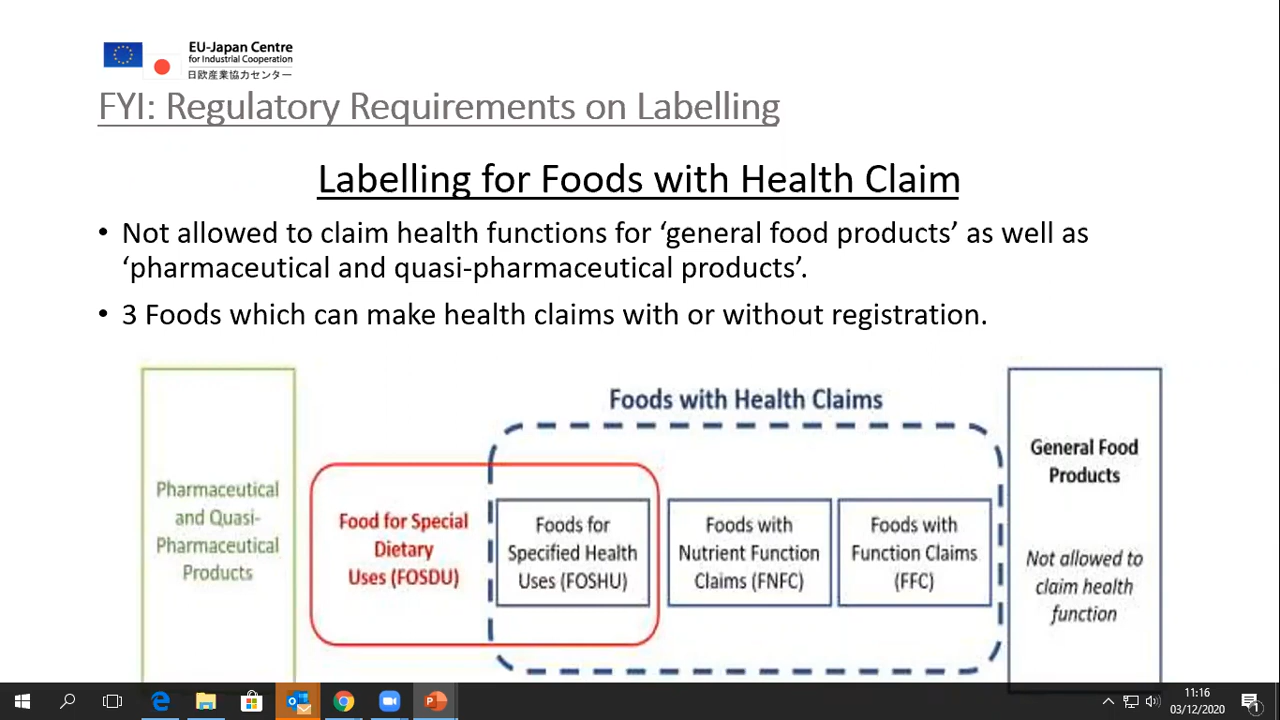 EU-Japan Centre
for Industrial Cooperation
日欧産業協力センター
FYI: Regulatory Requirements on Labelling
Labelling for Foods with Health Claim
• Not allowed to claim health functions for ‘general food products’ as well as
‘pharmaceutical and quasi-pharmaceutical products’.
• 3 Foods which can make health claims with or without registration.
Foods with Health Claims
Pharmaceutical
and Quasi-
Pharmaceutical
Products
Food for Special
Dietary
Uses (FOSDU)
Foods for
Specified Health
Uses (FOSHU)
Foods with
Nutrient Function
Claims (FNFC)
Foods with
Function Claims
(FFC)
General Food
Products
Not allowed to
claim health
function
11:16
03/12/2020
1